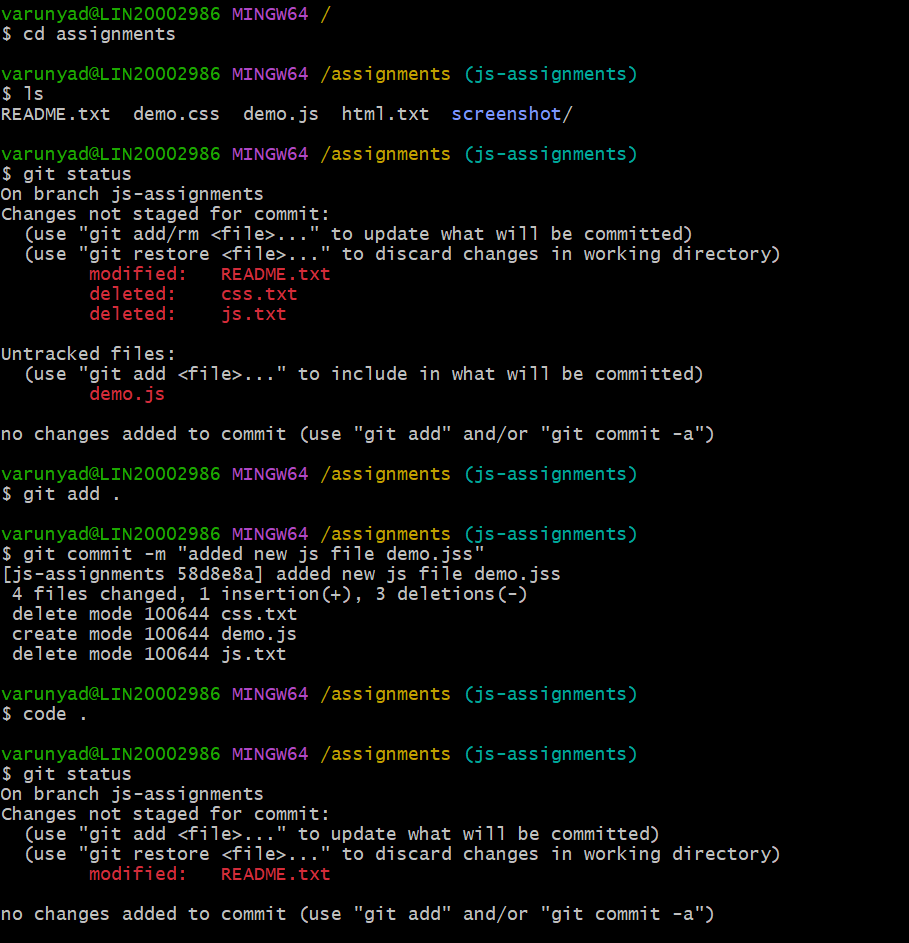 varunyad@LIN20002986 MINGW64 /
$ cd assignments

varunyad@LIN20002986 MINGW64 /assignments (js-assignments)
$ ls
README.txt  demo.css  demo.js  html.txt  screenshot/

varunyad@LIN20002986 MINGW64 /assignments (js-assignments)
$ git status
On branch js-assignments
Changes not staged for commit:
  (use "git add/rm <file>..." to update what will be committed)
  (use "git restore <file>..." to discard changes in working directory)
        modified:   README.txt
        deleted:    css.txt
        deleted:    js.txt

Untracked files:
  (use "git add <file>..." to include in what will be committed)
        demo.js

no changes added to commit (use "git add" and/or "git commit -a")

varunyad@LIN20002986 MINGW64 /assignments (js-assignments)
$ git add .

varunyad@LIN20002986 MINGW64 /assignments (js-assignments)
$ git commit -m "added new js file demo.jss"
[js-assignments 58d8e8a] added new js file demo.jss
 4 files changed, 1 insertion(+), 3 deletions(-)
 delete mode 100644 css.txt
 create mode 100644 demo.js
 delete mode 100644 js.txt

varunyad@LIN20002986 MINGW64 /assignments (js-assignments)
$ code .

varunyad@LIN20002986 MINGW64 /assignments (js-assignments)
$ git status
On branch js-assignments
Changes not staged for commit:
  (use "git add <file>..." to update what will be committed)
  (use "git restore <file>..." to discard changes in working directory)
        modified:   README.txt

no changes added to commit (use "git add" and/or "git commit -a")